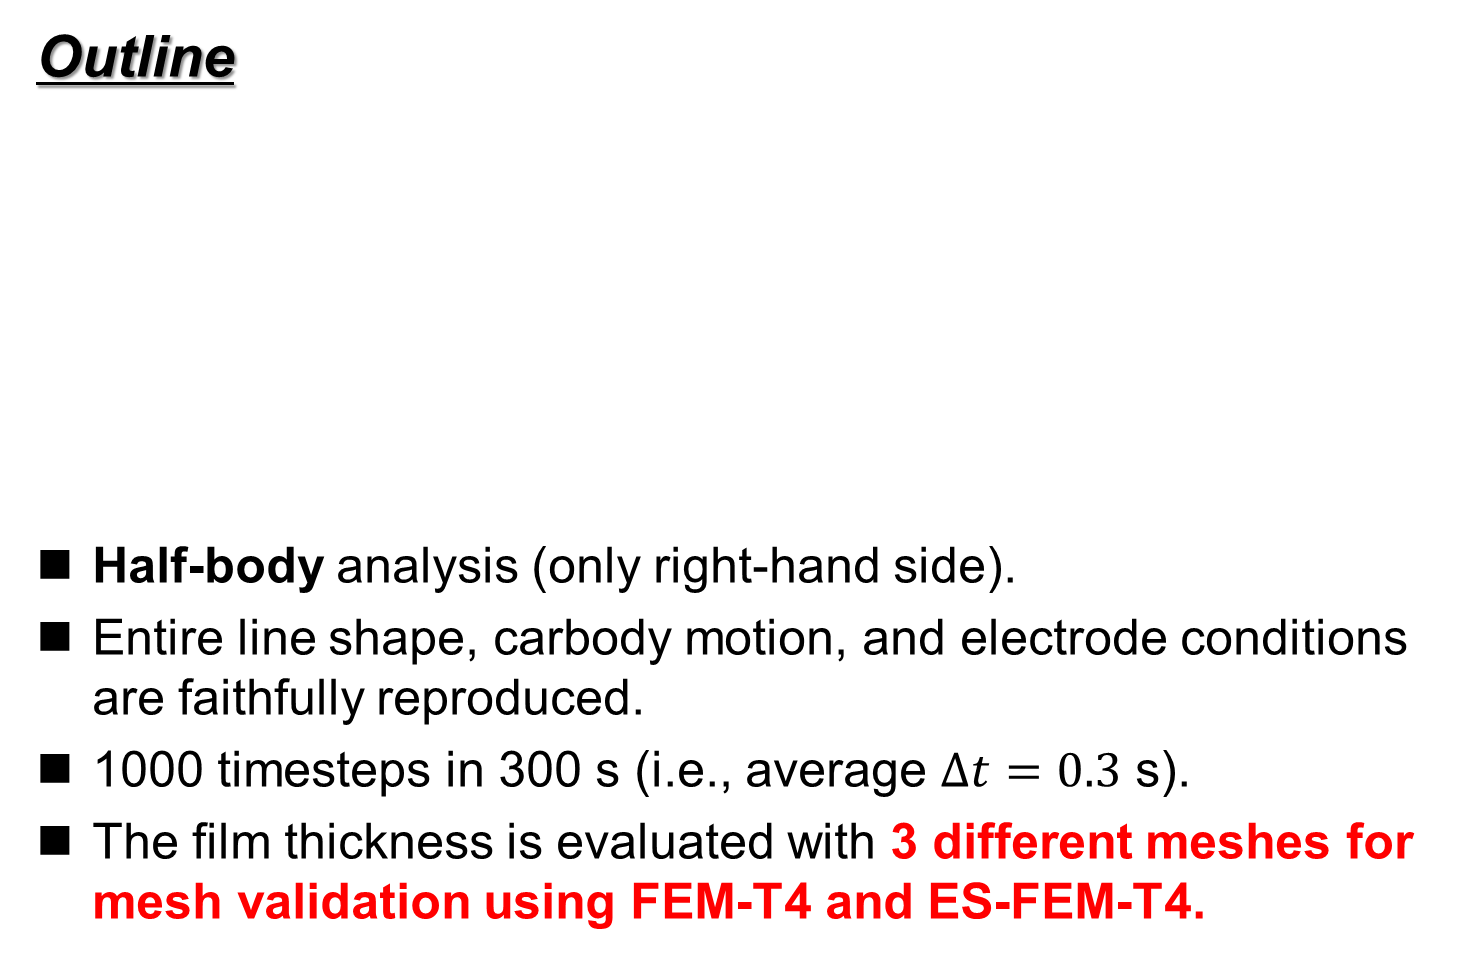 Outline
■ Half-body analysis (only right-hand side).
■ Entire line shape, carbody motion, and electrode conditions
are faithfully reproduced.
■ 1000 timesteps in 300 s (i.e., average Δ𝑡 = 0.3 s).
■ The film thickness is evaluated with 3 different meshes for
mesh validation using FEM-T4 and ES-FEM-T4.